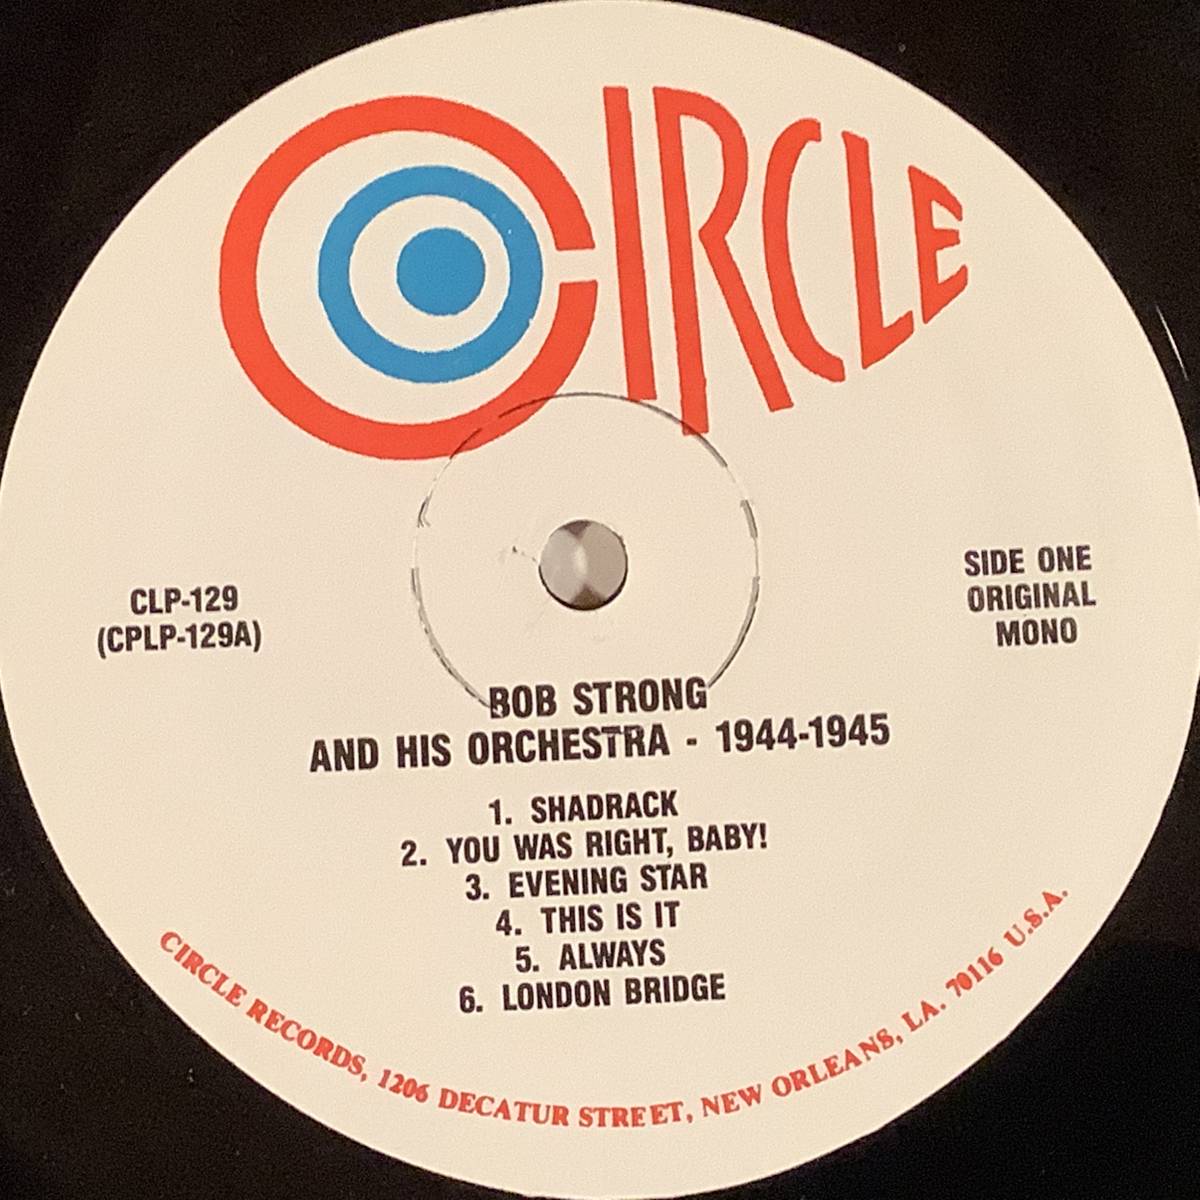 CIRCLE
CLP-129
(CPLP-129A)
SIDE ONE
ORIGINAL
MONO
BOB STRONG
AND HIS ORCHESTRA - 1944-1945
1. SHADRACK
2. YOU WAS RIGHT, BABY!
3. EVENING STAR
4. THIS IS IT
5. ALWAYS
6. LONDON BRIDGE
CIRCLE RECORDS, 1206 DECATUR STREET, NEW ORLEANS, LA. 70116 U.S.A.